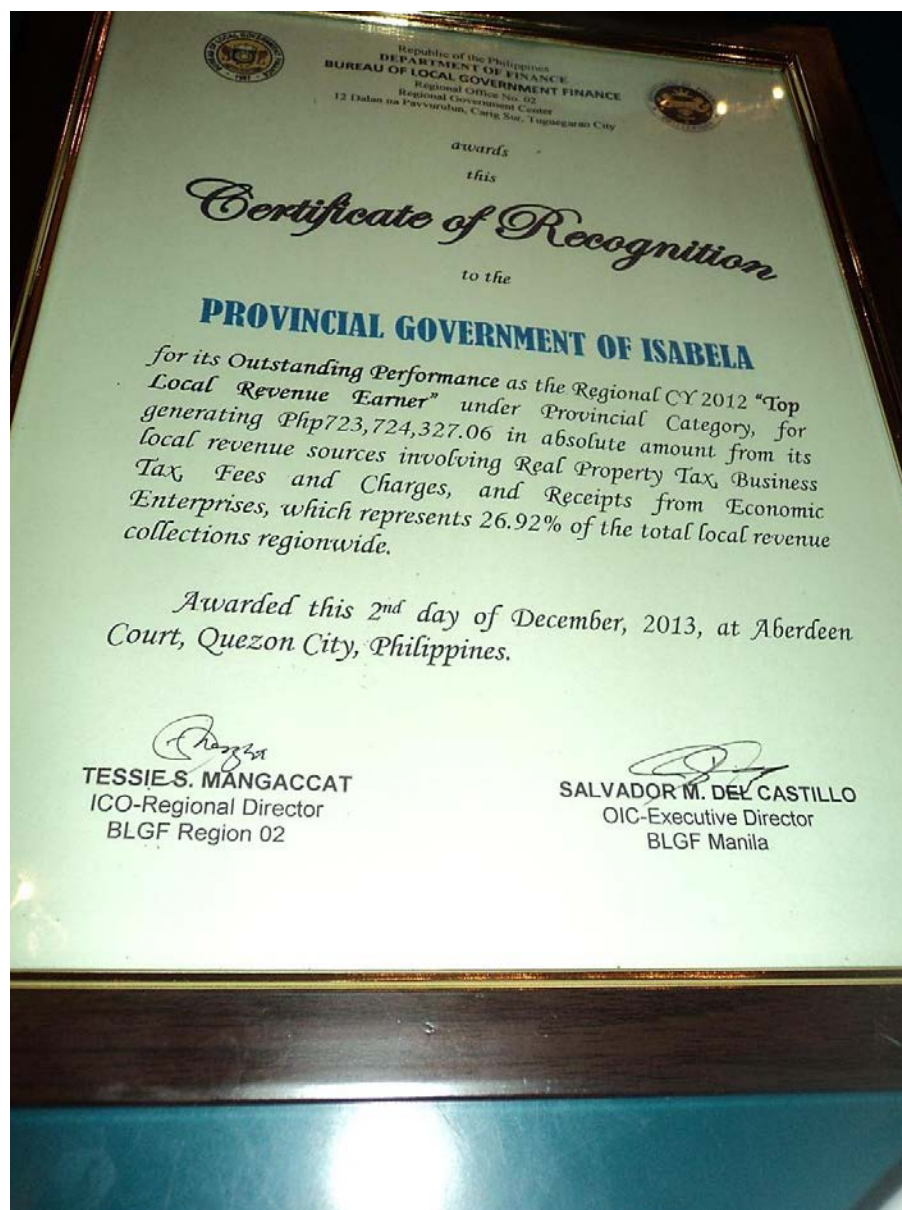 Republic of the Philippines
DEPARTMENT OF FINANCE
BUREAU OF LOCAL GOVERNMENT FINANCE
Regional Office No. 02
Regional Government Center
12 Dalan na Pavvurulun, Carig Sur, Tuguegarao City
awards
this
Certificate of Recognition
to the
PROVINCIAL GOVERNMENT OF ISABELA
for its Outstanding Performance as the Regional CY 2012 “Top
Local Revenue Earner” under Provincial Category, for
generating Php723,724,327.06 in absolute amount from its
local revenue sources involving Real Property Tax, Business
Tax, Fees and Charges, and Receipts from Economic
Enterprises, which represents 26.92% of the total local revenue
collections regionwide.
Awarded this 2nd day of December, 2013, at Aberdeen
Court, Quezon City, Philippines.
TESSIE S. MANGACCAT
ICO-Regional Director
BLGF Region 02
SALVADOR M. DEL CASTILLO
OIC-Executive Director
BLGF Manila